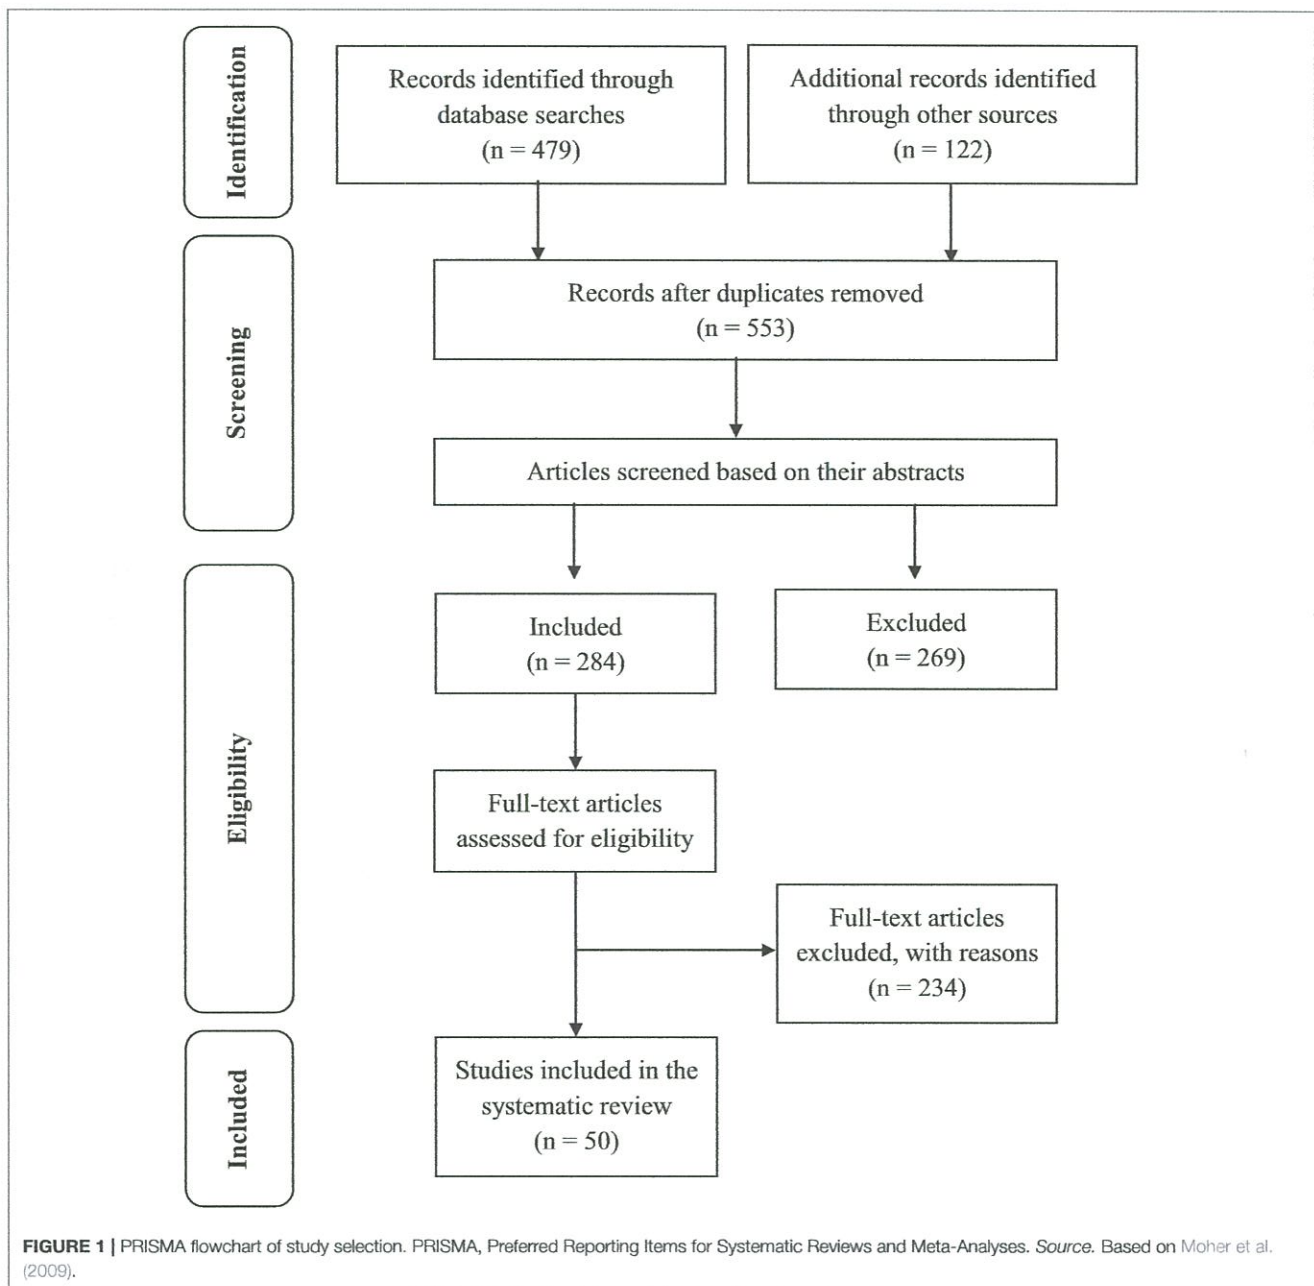 Identification
Records identified through
database searches
(n = 479)
Additional records identified
through other sources
(n = 122)
Screening
Records after duplicates removed
(n = 553)
Articles screened based on their abstracts
Eligibility
Included
(n = 284)
Excluded
(n = 269)
Full-text articles
assessed for eligibility
Full-text articles
excluded, with reasons
(n = 234)
Included
Studies included in the
systematic review
(n = 50)
FIGURE 1 | PRISMA flowchart of study selection. PRISMA, Preferred Reporting Items for Systematic Reviews and Meta-Analyses. Source. Based on Moher et al.
(2009).